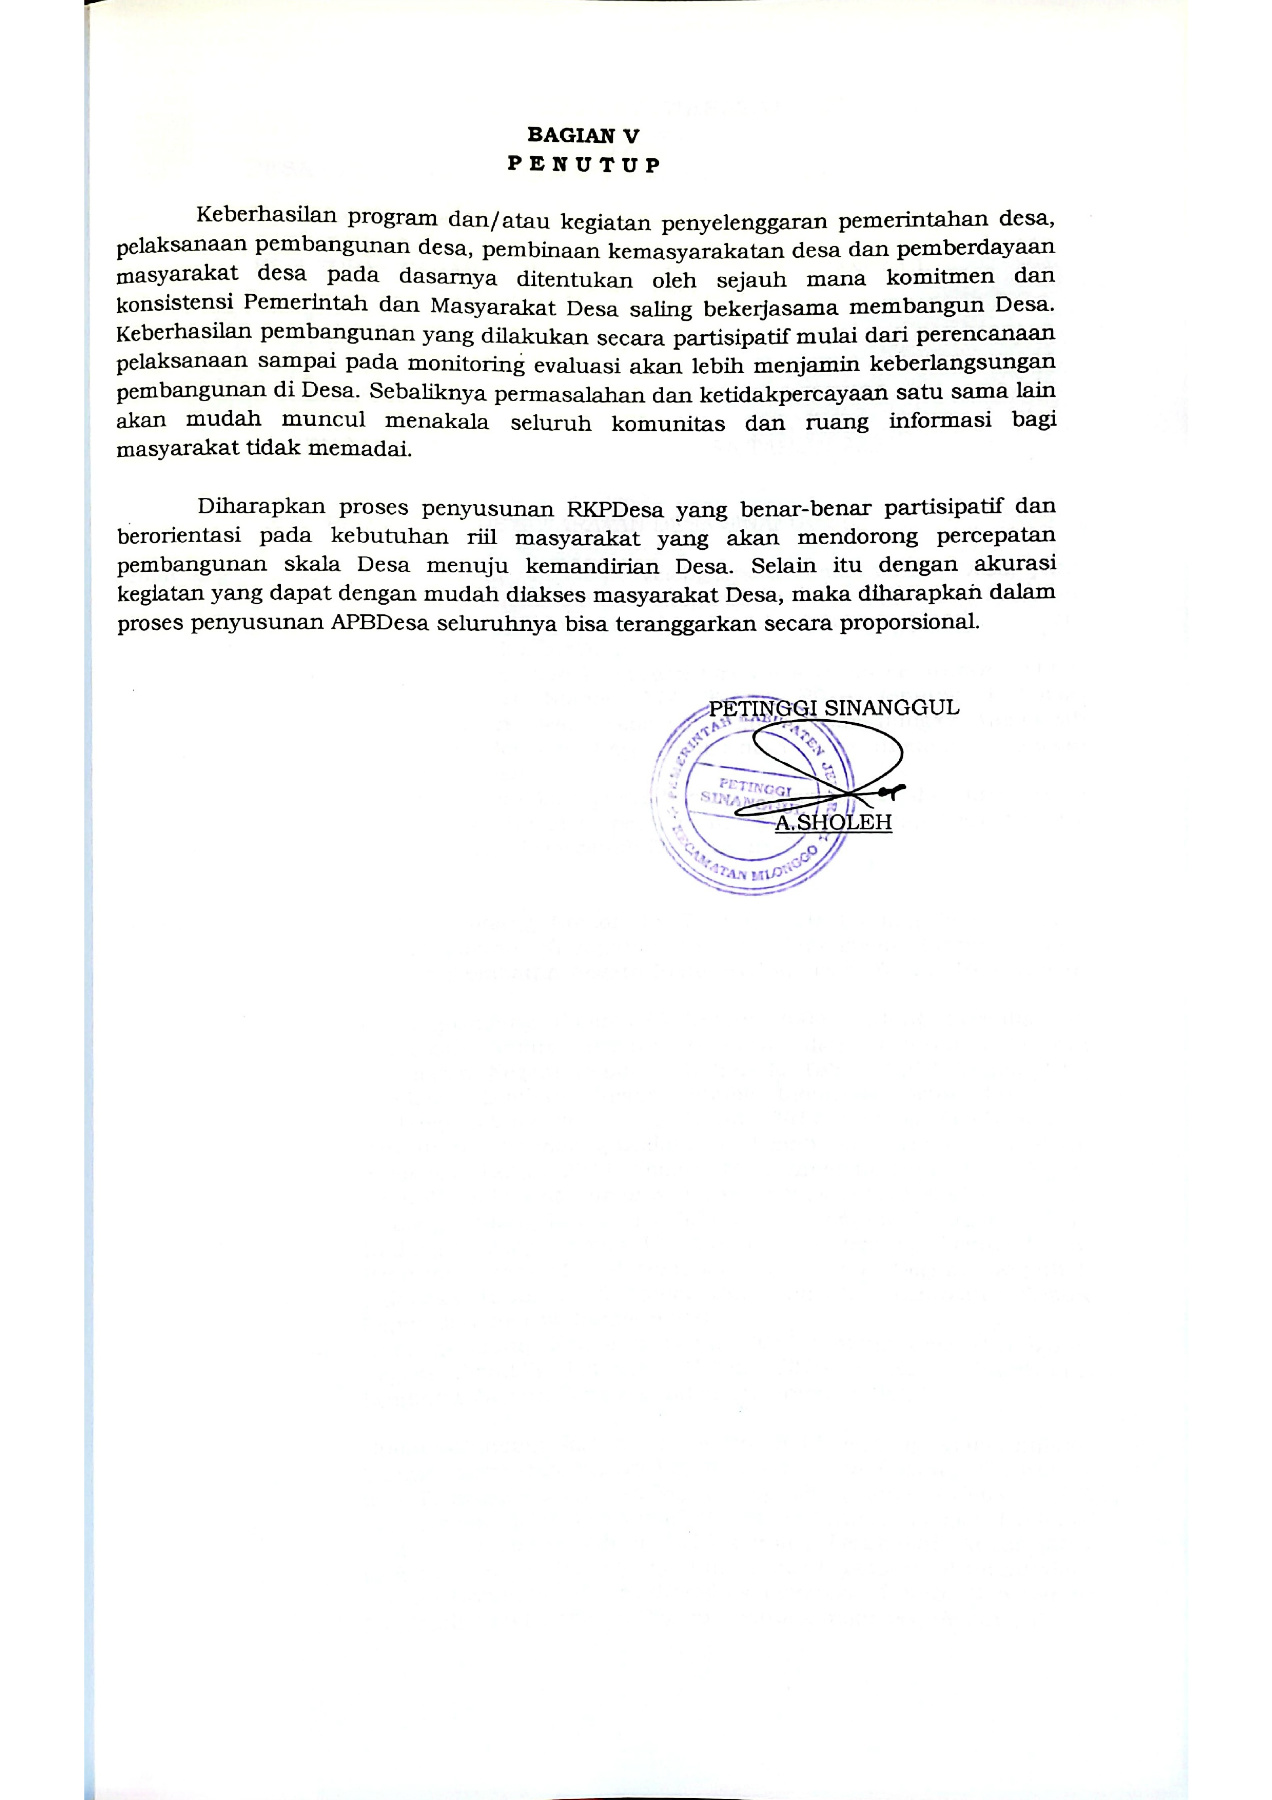 BAGIAN V
P E N U T U P
Keberhasilan program dan/atau kegiatan penyelenggaran pemerintahan desa,
pelaksanaan pembangunan desa, pembinaan kemasyarakatan desa dan pemberdayaan
masyarakat desa pada dasarnya ditentukan oleh sejauh mana komitmen dan
konsistensi Pemerintah dan Masyarakat Desa saling bekerjasama membangun Desa.
Keberhasilan pembangunan yang dilakukan secara partisipatif mulai dari perencanaan
pelaksanaan sampai pada monitoring evaluasi akan lebih menjamin keberlangsungan
pembangunan di Desa. Sebaliknya permasalahan dan ketidakpercayaan satu sama lain
akan mudah muncul menakala seluruh komunitas dan ruang informasi bagi
masyarakat tidak memadai.
Diharapkan proses penyusunan RKPDesa yang benar-benar partisipatif dan
berorientasi pada kebutuhan riil masyarakat yang akan mendorong percepatan
pembangunan skala Desa menuju kemandirian Desa. Selain itu dengan akurasi
kegiatan yang dapat dengan mudah diakses masyarakat Desa, maka diharapkan dalam
proses penyusunan APBDesa seluruhnya bisa teranggarkan secara proporsional.
PETINGGI SINANGGUL
PEMERINTAH KABUPATEN
PETINGGI
KECAMATAN MLONGGO
A.SHOLEH